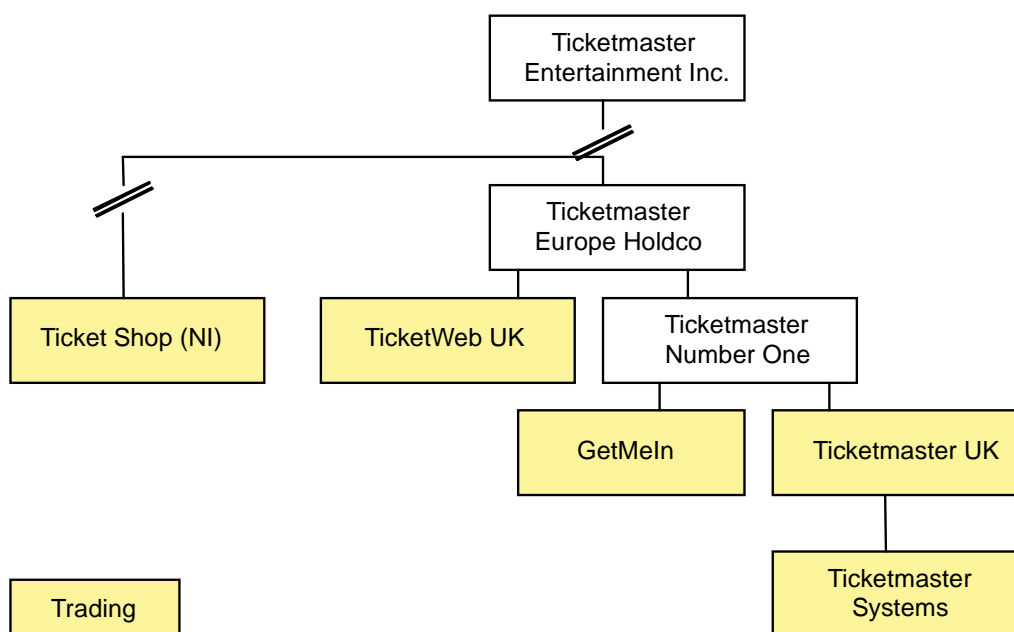 Ticketmaster
Entertainment Inc.
Ticketmaster
Europe Holdco
Ticket Shop (NI)
TicketWeb UK
Ticketmaster
Number One
GetMeIn
Ticketmaster UK
Ticketmaster
Systems
Trading